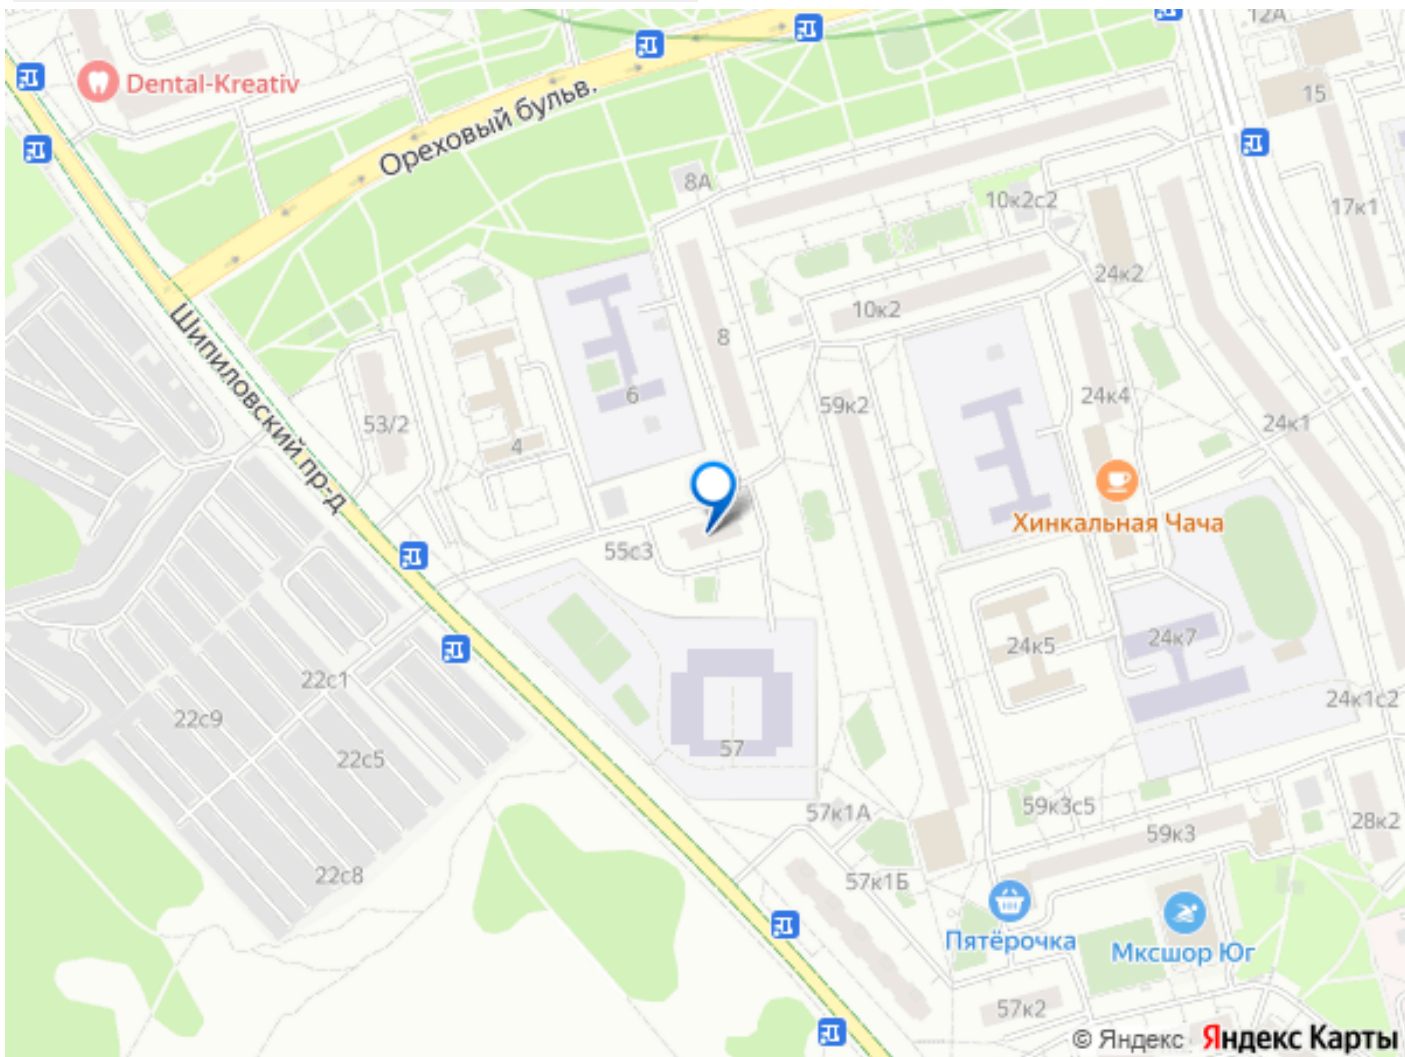 12А
Dental-Kreativ
15
Ореховый бульв.
8А
10к2с2
17к1
24к2
10к2
Шипиловский пр-д
8
6
59к2
24к4
53/2
24к1
4
Хинкальная Чача
55с3
24к7
24к5
22с1
24к1с2
22с9
57
22с5
59к3с5
57к1А
28к2
59к3
22с8
57к1Б
Пятёрочка
Мксшор Юг
57к2
© Яндекс Яндекс Карты